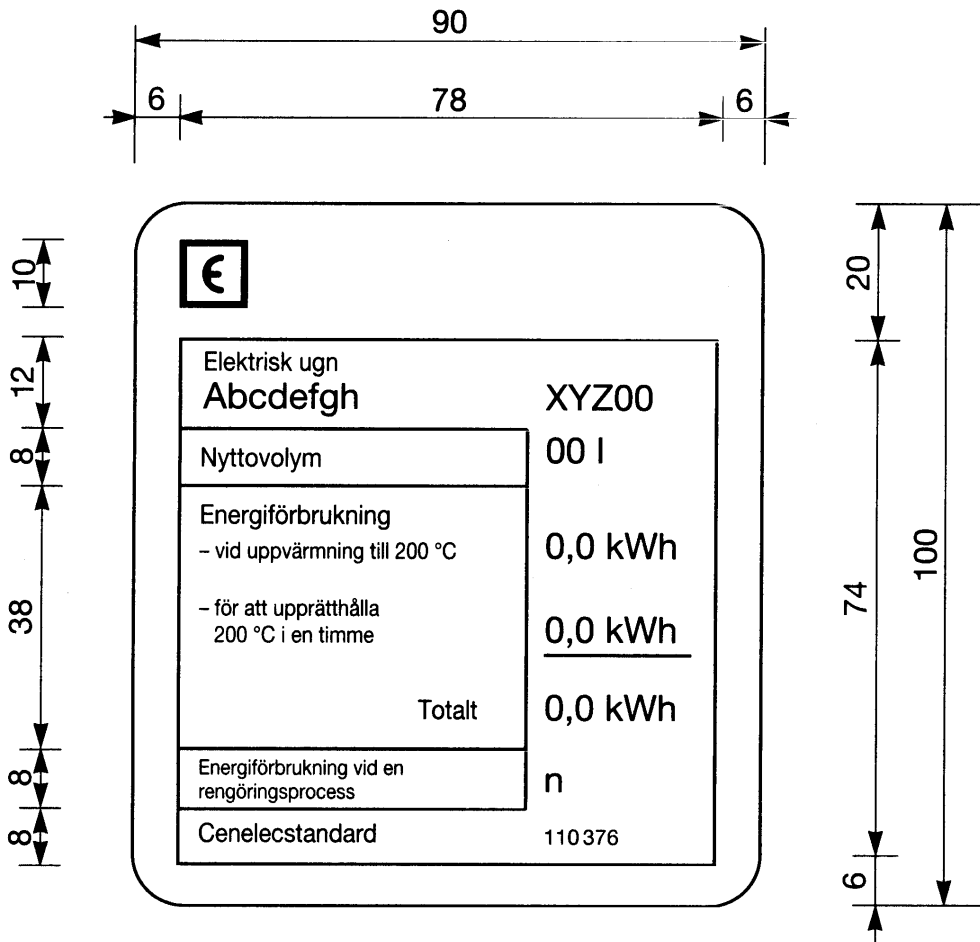 90
6 78 6
10
20
Є
12
Elektrisk ugn
Abcdefgh XYZ00
8
Nyttovolym 00 l
38
Energiförbrukning
– vid uppvärmning till 200 °C 0,0 kWh
– för att upprätthålla
200 °C i en timme 0,0 kWh
Totalt 0,0 kWh
74
100
8
Energiförbrukning vid en
rengöringsprocess n
8
Cenelecstandard 110376
6